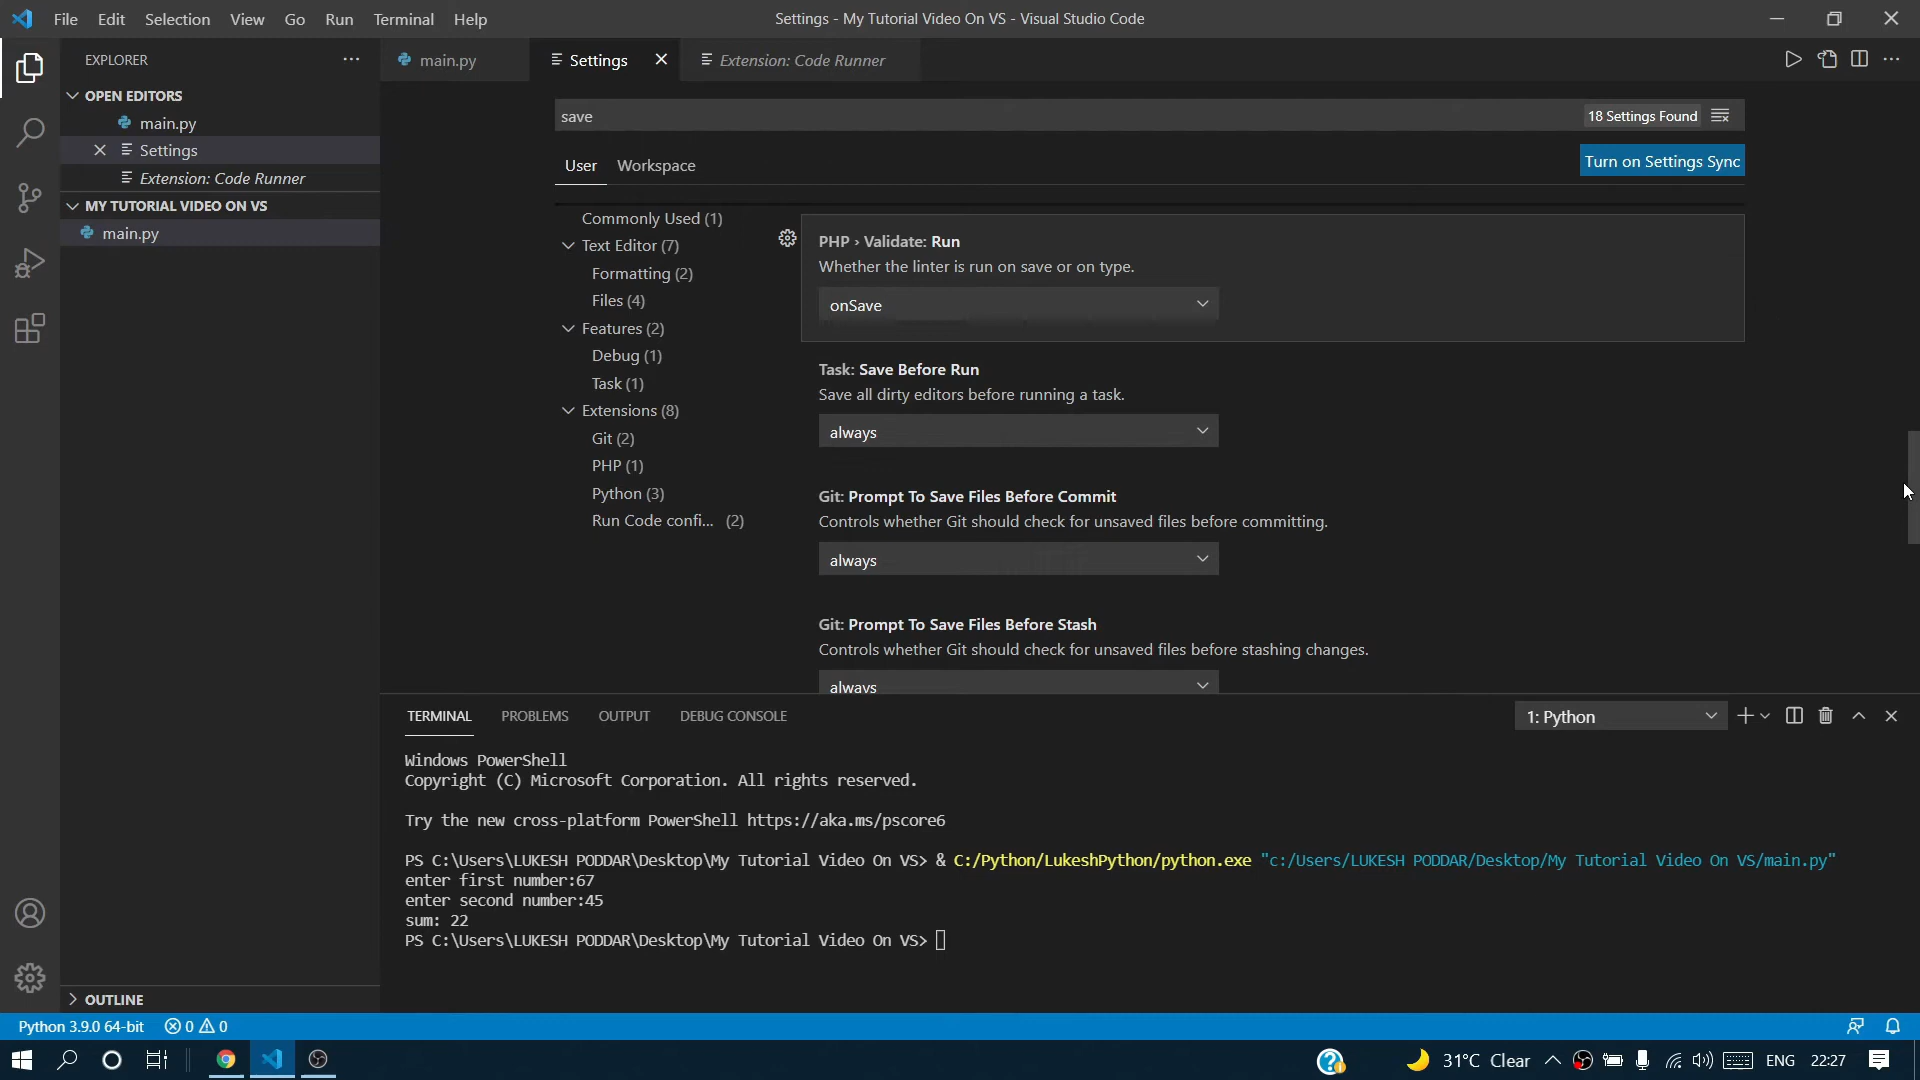 File Edit Selection View Go Run Terminal Help
Settings - My Tutorial Video On VS - Visual Studio Code
EXPLORER
OPEN EDITORS
main.py
Settings
Extension: Code Runner
MY TUTORIAL VIDEO ON VS
main.py
OUTLINE
main.py Settings Extension: Code Runner
save
18 Settings Found
User Workspace
Turn on Settings Sync
Commonly Used (1)
Text Editor (7)
Formatting (2)
Files (4)
Features (2)
Debug (1)
Task (1)
Extensions (8)
Git (2)
PHP (1)
Python (3)
Run Code confi... (2)
PHP › Validate: Run
Whether the linter is run on save or on type.
onSave
Task: Save Before Run
Save all dirty editors before running a task.
always
Git: Prompt To Save Files Before Commit
Controls whether Git should check for unsaved files before committing.
always
Git: Prompt To Save Files Before Stash
Controls whether Git should check for unsaved files before stashing changes.
always
TERMINAL PROBLEMS OUTPUT DEBUG CONSOLE
1: Python
Windows PowerShell
Copyright (C) Microsoft Corporation. All rights reserved.
Try the new cross-platform PowerShell https://aka.ms/pscore6
PS C:\Users\LUKESH PODDAR\Desktop\My Tutorial Video On VS> & C:/Python/LukeshPython/python.exe "c:/Users/LUKESH PODDAR/Desktop/My Tutorial Video On VS/main.py"
enter first number:67
enter second number:45
sum: 22
PS C:\Users\LUKESH PODDAR\Desktop\My Tutorial Video On VS>
Python 3.9.0 64-bit 0 0
31°C Clear ENG 22:27